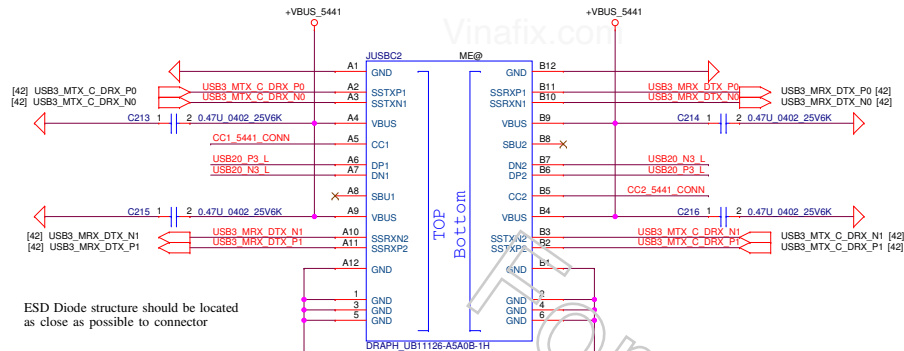 +VBUS_5441 +VBUS_5441
Vinafix.com
JUSBC2 ME@
A1 GND GND B12
[42] USB3_MTX_C_DRX_P0 USB3_MTX_C_DRX_P0 A2 SSTXP1 SSRXP1 B11 USB3_MRX_DTX_P0 USB3_MRX_DTX_P0 [42]
[42] USB3_MTX_C_DRX_N0 USB3_MTX_C_DRX_N0 A3 SSTXN1 SSRXN1 B10 USB3_MRX_DTX_N0 USB3_MRX_DTX_N0 [42]
C213 1 2 0.47U_0402_25V6K A4 VBUS VBUS B9 C214 1 2 0.47U_0402_25V6K
CC1_5441_CONN A5 CC1 SBU2 B8
USB20_P3_L A6 DP1 DN2 B7 USB20_N3_L
USB20_N3_L A7 DN1 DP2 B6 USB20_P3_L
A8 SBU1 CC2 B5 CC2_5441_CONN
C215 1 2 0.47U_0402_25V6K A9 VBUS VBUS B4 C216 1 2 0.47U_0402_25V6K
[42] USB3_MRX_DTX_N1 USB3_MRX_DTX_N1 A10 SSRXN2 SSTXN2 B3 USB3_MTX_C_DRX_N1 USB3_MTX_C_DRX_N1 [42]
[42] USB3_MRX_DTX_P1 USB3_MRX_DTX_P1 A11 SSRXP2 SSTXP2 B2 USB3_MTX_C_DRX_P1 USB3_MTX_C_DRX_P1 [42]
TOP
Bottom
A12 GND GND B1
1 GND GND 2
3 GND GND 4
5 GND GND 6
ESD Diode structure should be located
as close as possible to connector
DRAPH_UB11126-A5A0B-1H
For